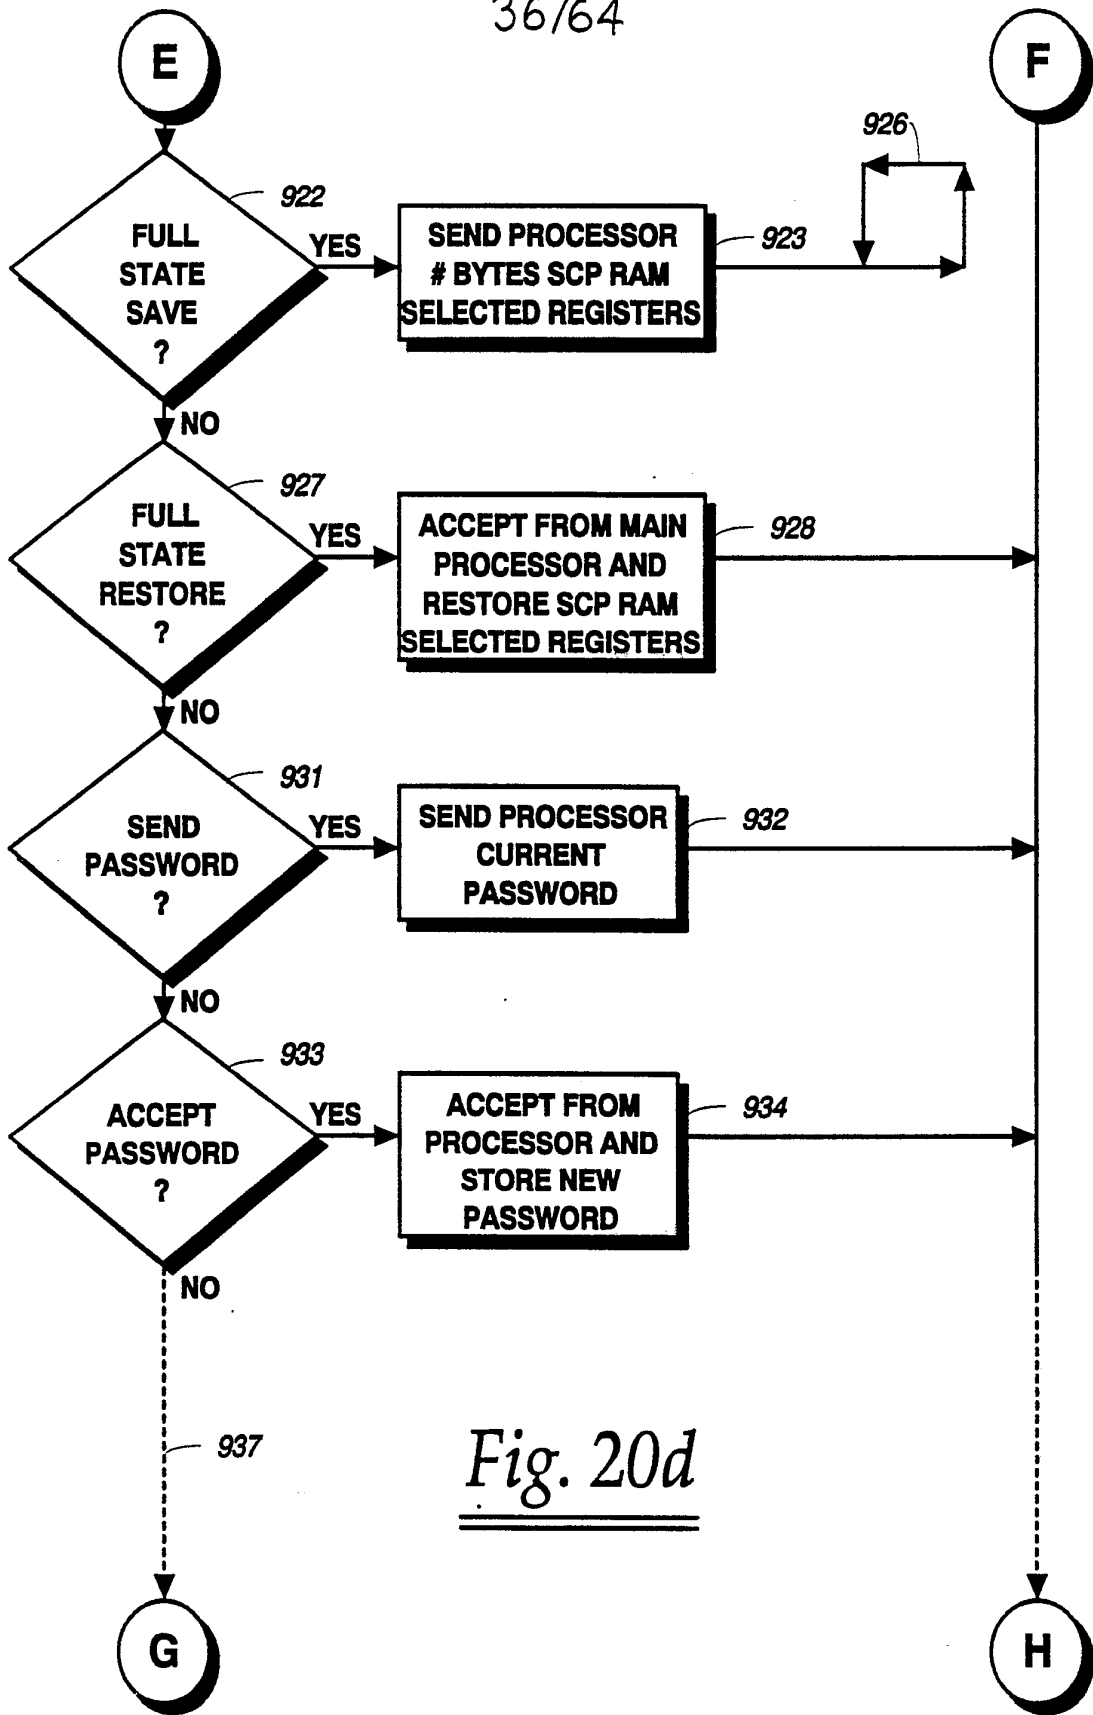 36/64
E
F
926
922
FULL
STATE
SAVE
?
YES
SEND PROCESSOR
# BYTES SCP RAM
SELECTED REGISTERS
923
NO
927
FULL
STATE
RESTORE
?
YES
ACCEPT FROM MAIN
PROCESSOR AND
RESTORE SCP RAM
SELECTED REGISTERS
928
NO
931
SEND
PASSWORD
?
YES
SEND PROCESSOR
CURRENT
PASSWORD
932
NO
933
ACCEPT
PASSWORD
?
YES
ACCEPT FROM
PROCESSOR AND
STORE NEW
PASSWORD
934
NO
937
Fig. 20d
G
H